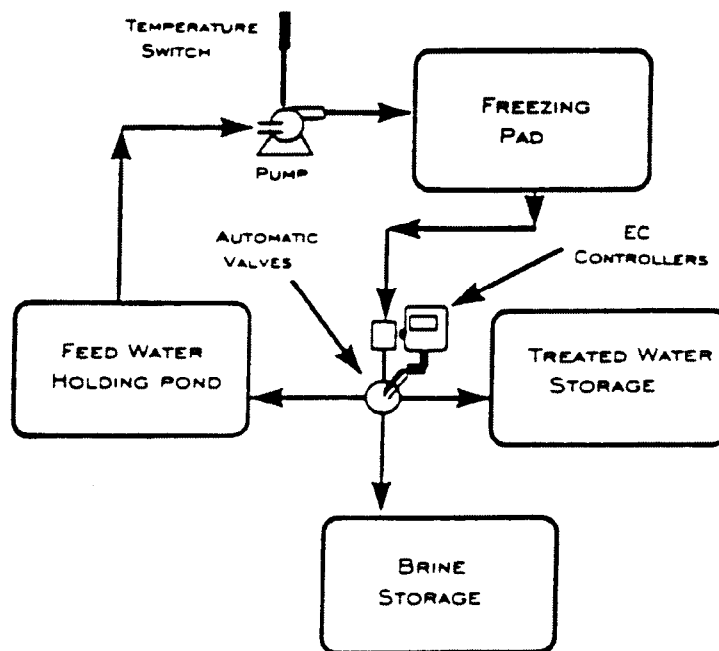 TEMPERATURE
SWITCH
FREEZING
PAD
PUMP
AUTOMATIC
VALVES
EC
CONTROLLERS
FEED WATER
HOLDING POND
TREATED WATER
STORAGE
BRINE
STORAGE